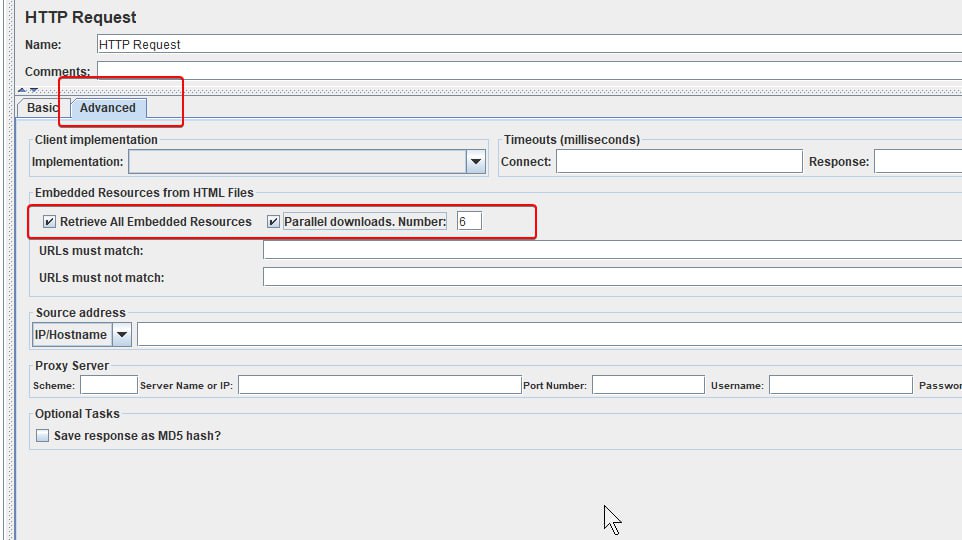 HTTP Request
Name: HTTP Request
Comments:
Basic Advanced
Client implementation Timeouts (milliseconds)
Implementation: Connect: Response:
Embedded Resources from HTML Files
Retrieve All Embedded Resources Parallel downloads. Number: 6
URLs must match:
URLs must not match:
Source address
IP/Hostname
Proxy Server
Scheme: Server Name or IP: Port Number: Username: Passwor
Optional Tasks
Save response as MD5 hash?